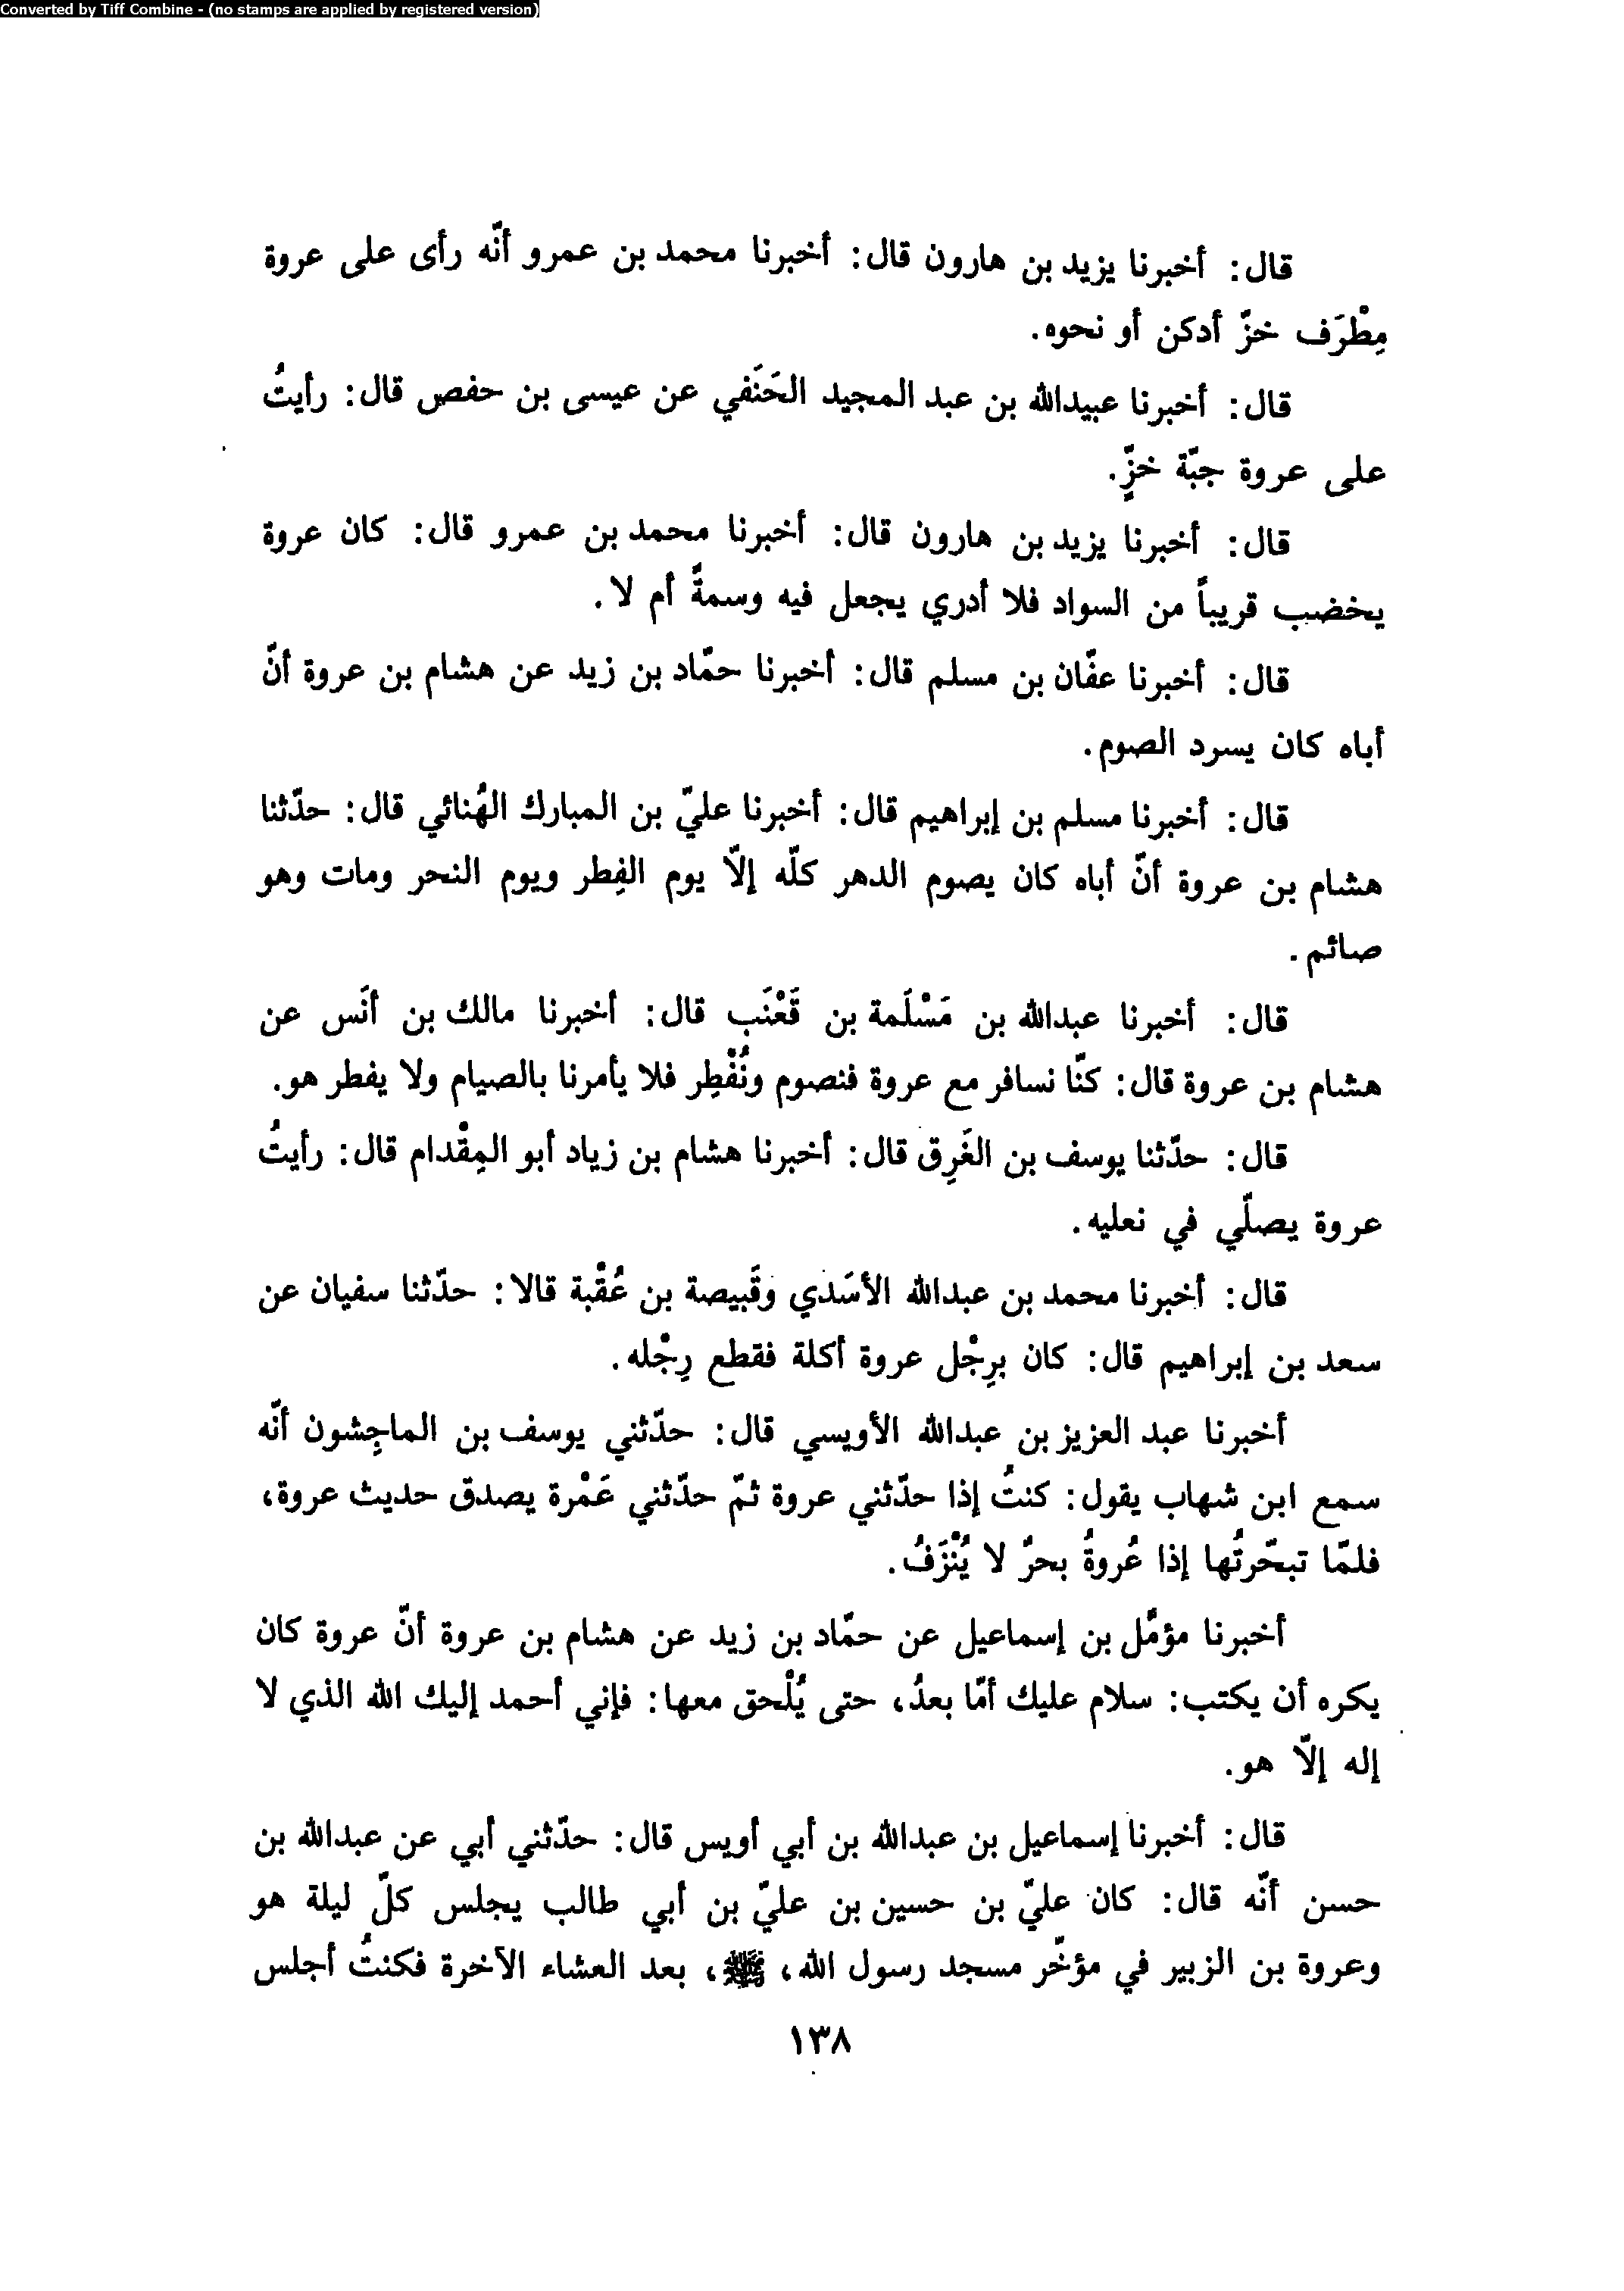 Converted by Tiff Combine - (no stamps are applied by registered version)
قال: أخبرنا يزيد بن هارون قال: أخبرنا محمد بن عمرو أنّه رأى على عروة
مِطْرَف خزّ أدكن أو نحوه.
قال: أخبرنا عبيدالله بن عبد المجيد الحَنَفي عن عيسى بن حفص قال: رأيتُ
على عروة جبّة خزٍّ.
قال: أخبرنا يزيد بن هارون قال: أخبرنا محمد بن عمرو قال: كان عروة
يخضب قريباً من السواد فلا أدري يجعل فيه وسمةً أم لا.
قال: أخبرنا عفّان بن مسلم قال: أخبرنا حمّاد بن زيد عن هشام بن عروة أنّ
أباه كان يسرد الصوم.
قال: أخبرنا مسلم بن إبراهيم قال: أخبرنا عليّ بن المبارك الهُنائي قال: حدّثنا
هشام بن عروة أنّ أباه كان يصوم الدهر كلّه إلاّ يوم الفِطر ويوم النحر ومات وهو
صائم.
قال: أخبرنا عبدالله بن مَسْلَمة بن قَعْنَب قال: أخبرنا مالك بن أنَس عن
هشام بن عروة قال: كنّا نسافر مع عروة فنصوم ونُفْطِر فلا يأمرنا بالصيام ولا يفطر هو.
قال: حدّثنا يوسف بن الغَرِق قال: أخبرنا هشام بن زياد أبو المِقْدام قال: رأيتُ
عروة يصلّي في نعليه.
قال: أخبرنا محمد بن عبدالله الأسَدي وقَبيصة بن عُقْبة قالا: حدّثنا سفيان عن
سعد بن إبراهيم قال: كان برِجْل عروة أكلة فقطع رِجْله.
أخبرنا عبد العزيز بن عبدالله الأويسي قال: حدّثني يوسف بن الماجِشون أنّه
سمع ابن شهاب يقول: كنتُ إذا حدّثني عروة ثمّ حدّثني عَمْرة يصدق حديث عروة،
فلمّا تبحّرتُها إذا عُروةُ بحرٌ لا يُنْزَفُ.
أخبرنا مؤمَّل بن إسماعيل عن حمّاد بن زيد عن هشام بن عروة أنّ عروة كان
يكره أن يكتب: سلام عليك أمّا بعدُ، حتى يُلْحق معها: فإني أحمد إليك الله الذي لا
إله إلاّ هو.
قال: أخبرنا إسماعيل بن عبدالله بن أبي أويس قال: حدّثني أبي عن عبدالله بن
حسن أنّه قال: كان عليّ بن حسين بن عليّ بن أبي طالب يجلس كلّ ليلة هو
وعروة بن الزبير في مؤخّر مسجد رسول الله، ﷺ، بعد العشاء الآخرة فكنتُ أجلس
١٣٨